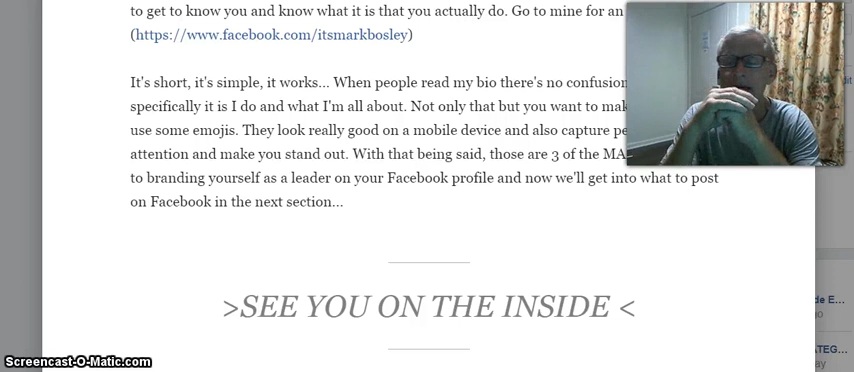 to get to know you and know what it is that you actually do. Go to mine for an
(https://www.facebook.com/itsmarkbosley)
It's short, it's simple, it works... When people read my bio there's no confusion
specifically it is I do and what I'm all about. Not only that but you want to mak
use some emojis. They look really good on a mobile device and also capture pe
attention and make you stand out. With that being said, those are 3 of the MA
to branding yourself as a leader on your Facebook profile and now we'll get into what to post
on Facebook in the next section...
>SEE YOU ON THE INSIDE <
de E...
go
ATEG...
ay
Screencast-O-Matic.com